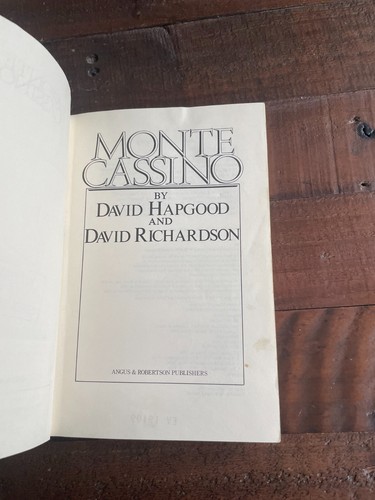 MONTE
CASSINO
BY
DAVID HAPGOOD
AND
DAVID RICHARDSON
ANGUS & ROBERTSON PUBLISHERS